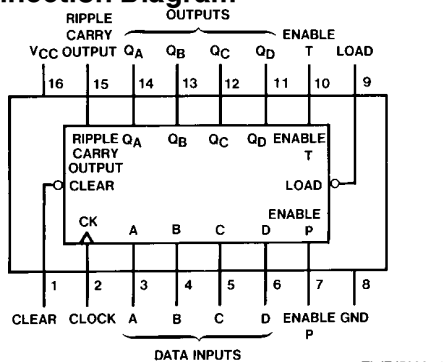 nnection Diagram
RIPPLE OUTPUTS
CARRY ENABLE
VCC OUTPUT QA QB QC QD T LOAD
16 15 14 13 12 11 10 9
RIPPLE QA QB QC QD ENABLE
CARRY T
OUTPUT
CLEAR LOAD
CK ENABLE
A B C D P
1 2 3 4 5 6 7 8
CLEAR CLOCK A B C D ENABLE GND
P
DATA INPUTS